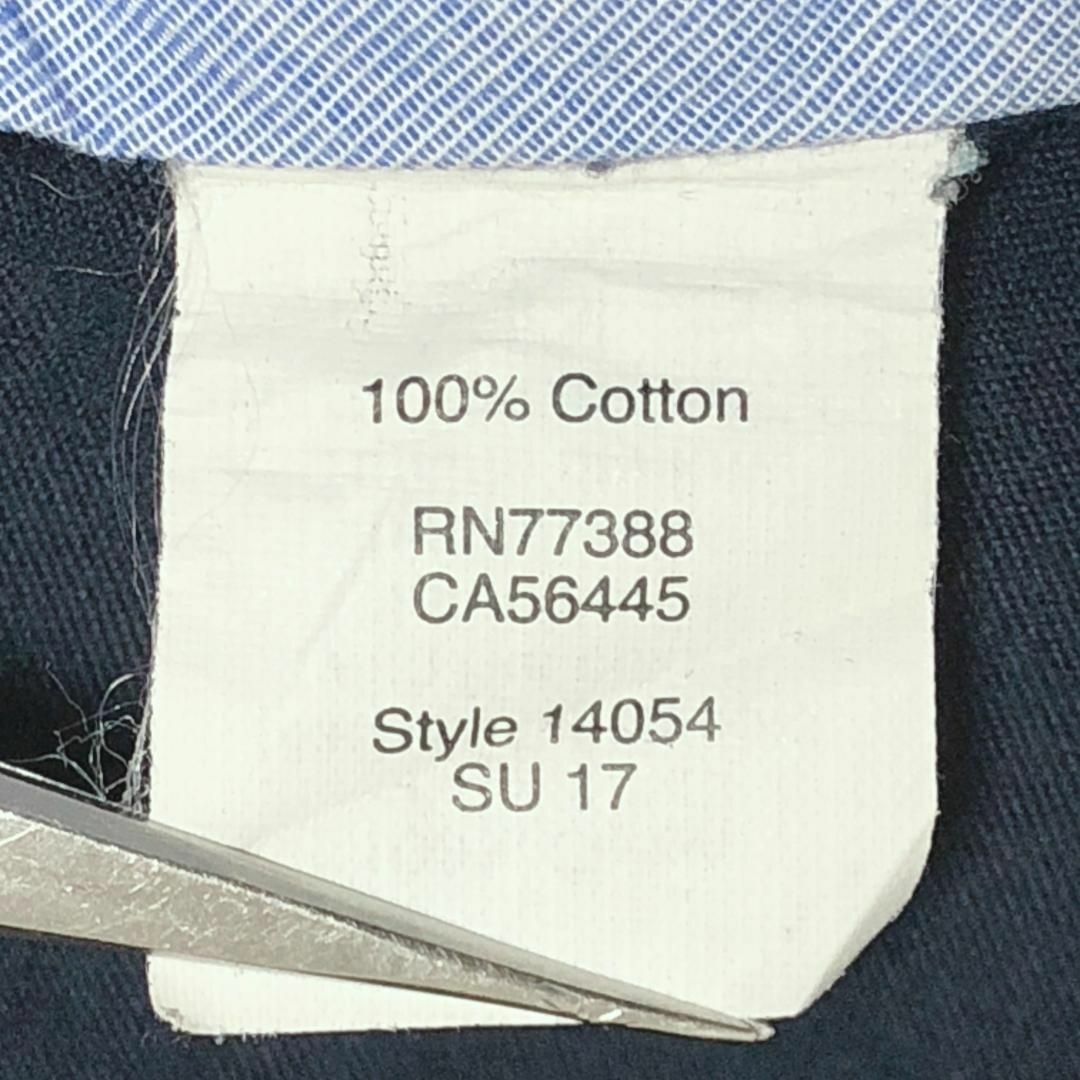 100% Cotton
RN77388
CA56445
Style 14054
SU 17